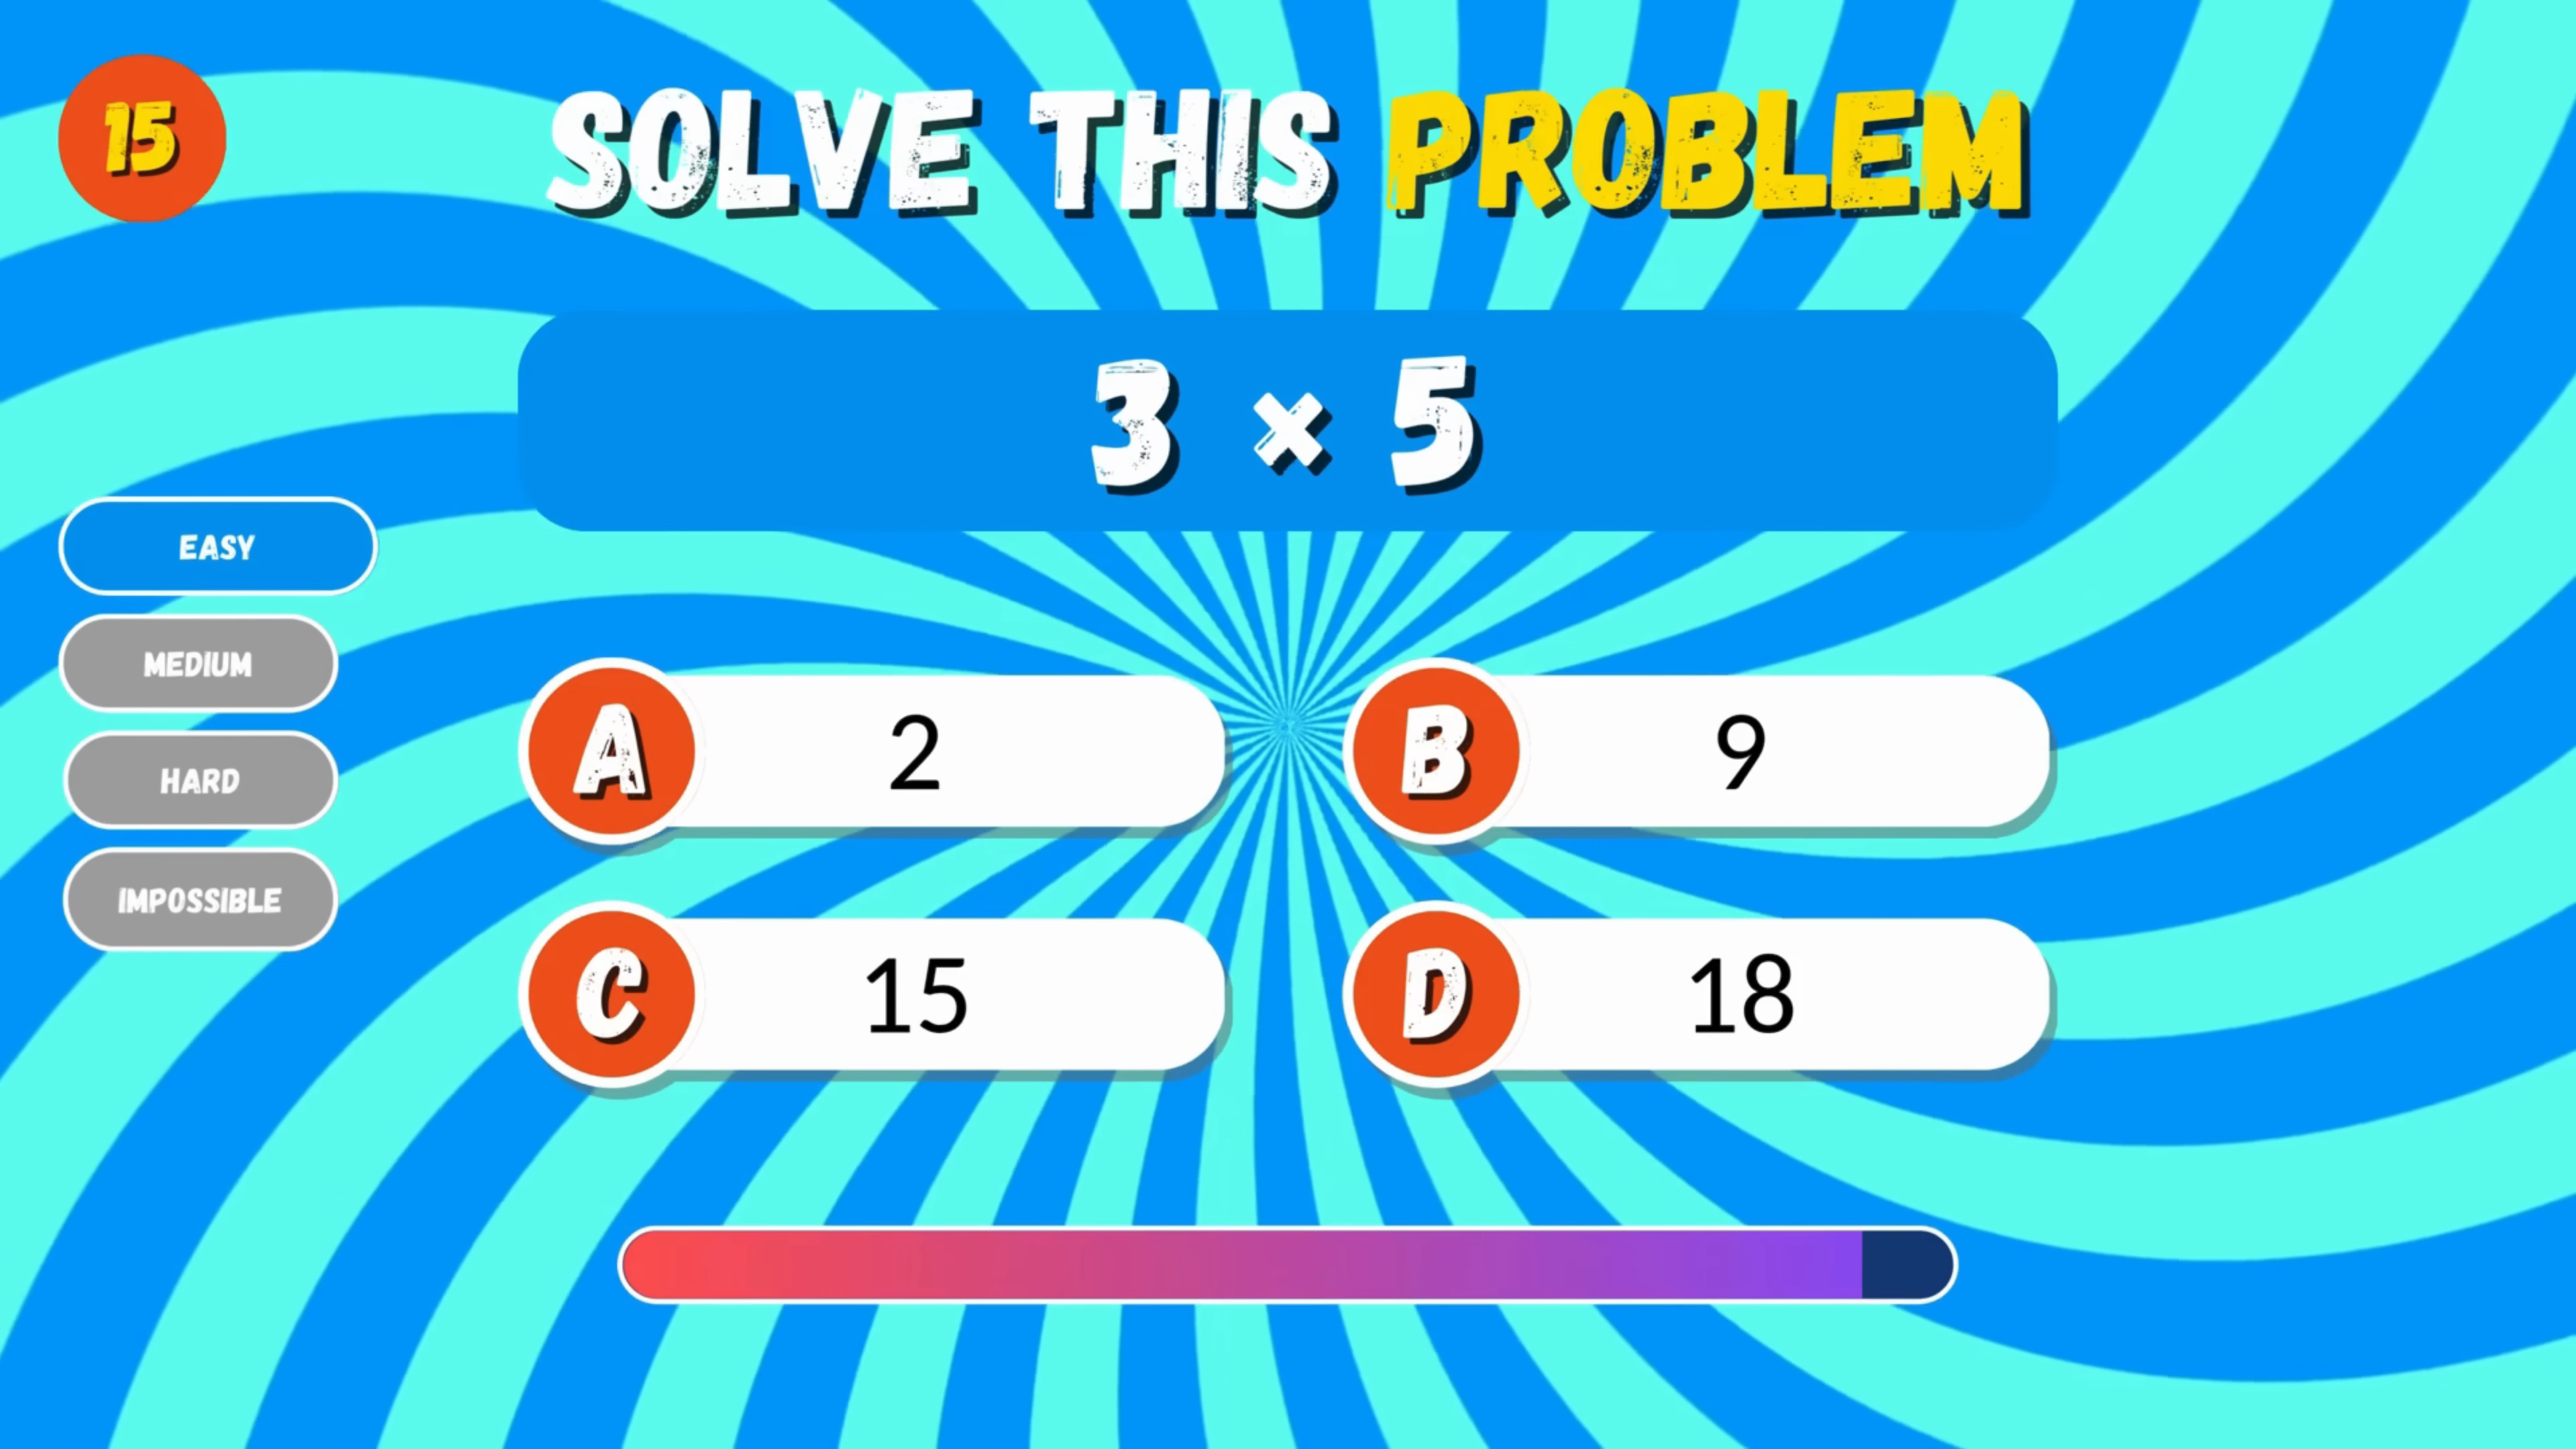 15
SOLVE THIS PROBLEM
3 × 5
EASY
MEDIUM
HARD
IMPOSSIBLE
A 2
B 9
C 15
D 18